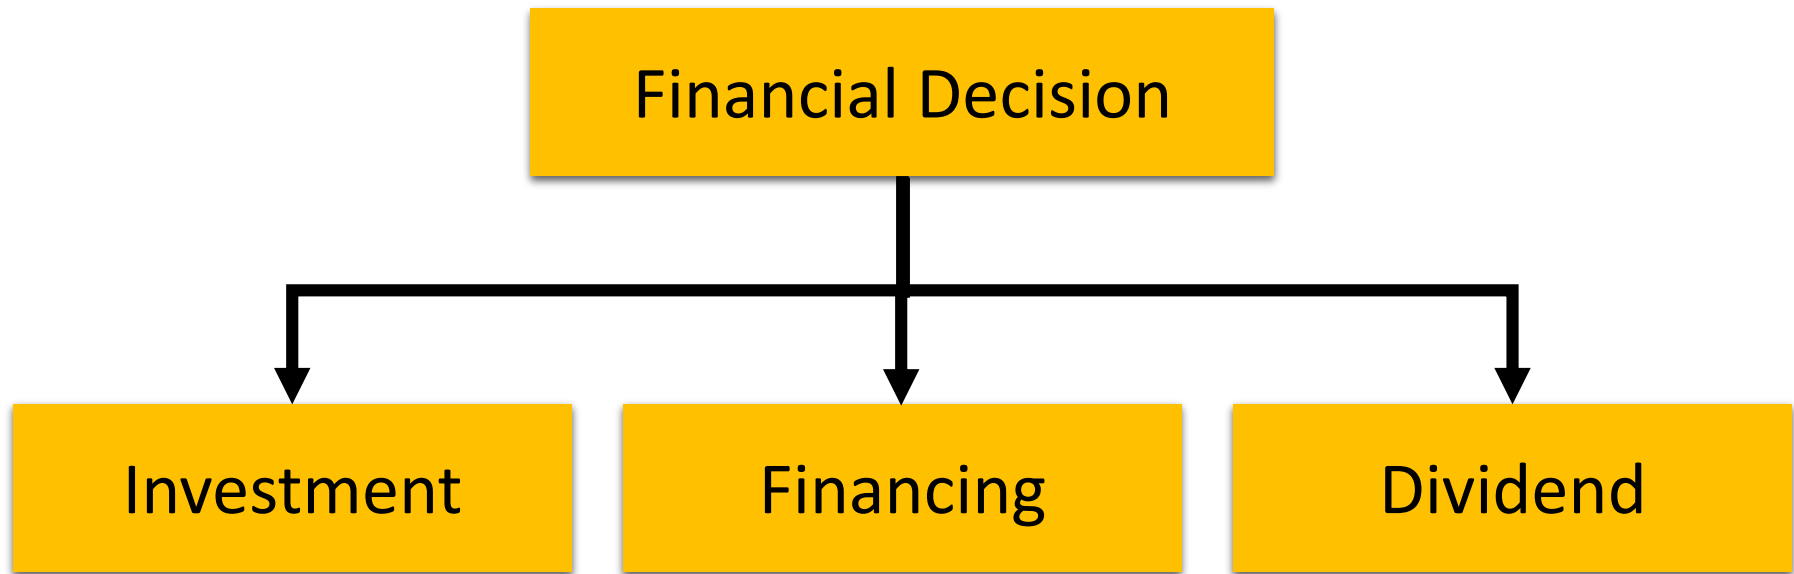 Financial Decision
Investment
Financing
Dividend